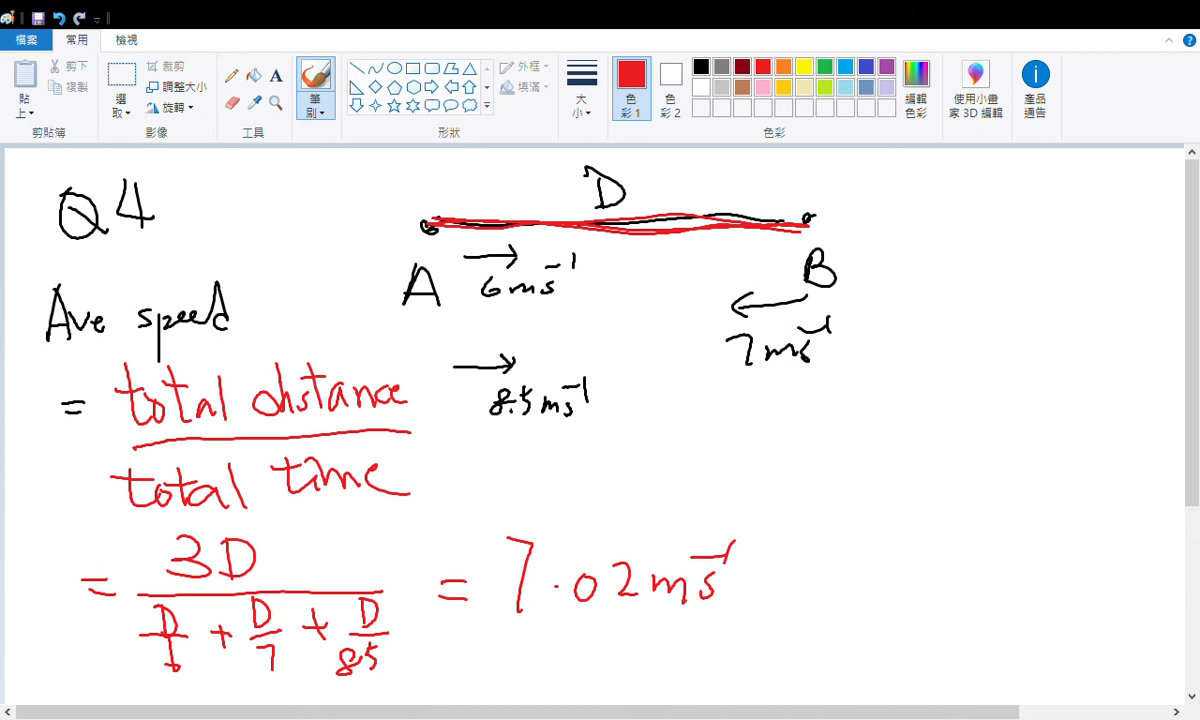 檔案 常用 檢視
貼上 剪下 複製 剪貼簿
選取 裁剪 調整大小 旋轉 影像
A 工具
筆刷
外框 填滿 形狀
大小
色彩1 色彩2 編輯色彩 色彩
使用小畫家 3D 編輯
產品通告
Q4
D
A 6ms⁻¹ B
7ms⁻¹
8.5ms⁻¹
Ave speed
= total distance
total time
= 3D
D/6 + D/7 + D/8.5
= 7.02ms⁻¹